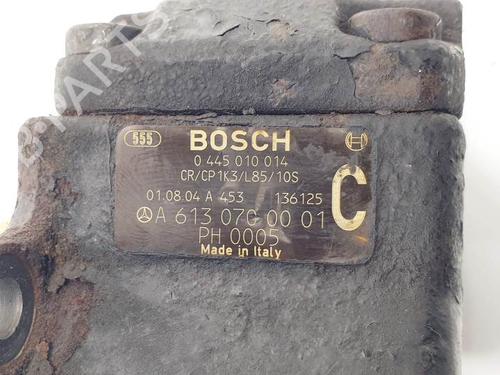 555 BOSCH
0 445 010 014
CR/CP1K3/L85/10S
01.08.04 A 453 136125
A 613 070 00 01 C
PH 0005
Made in Italy